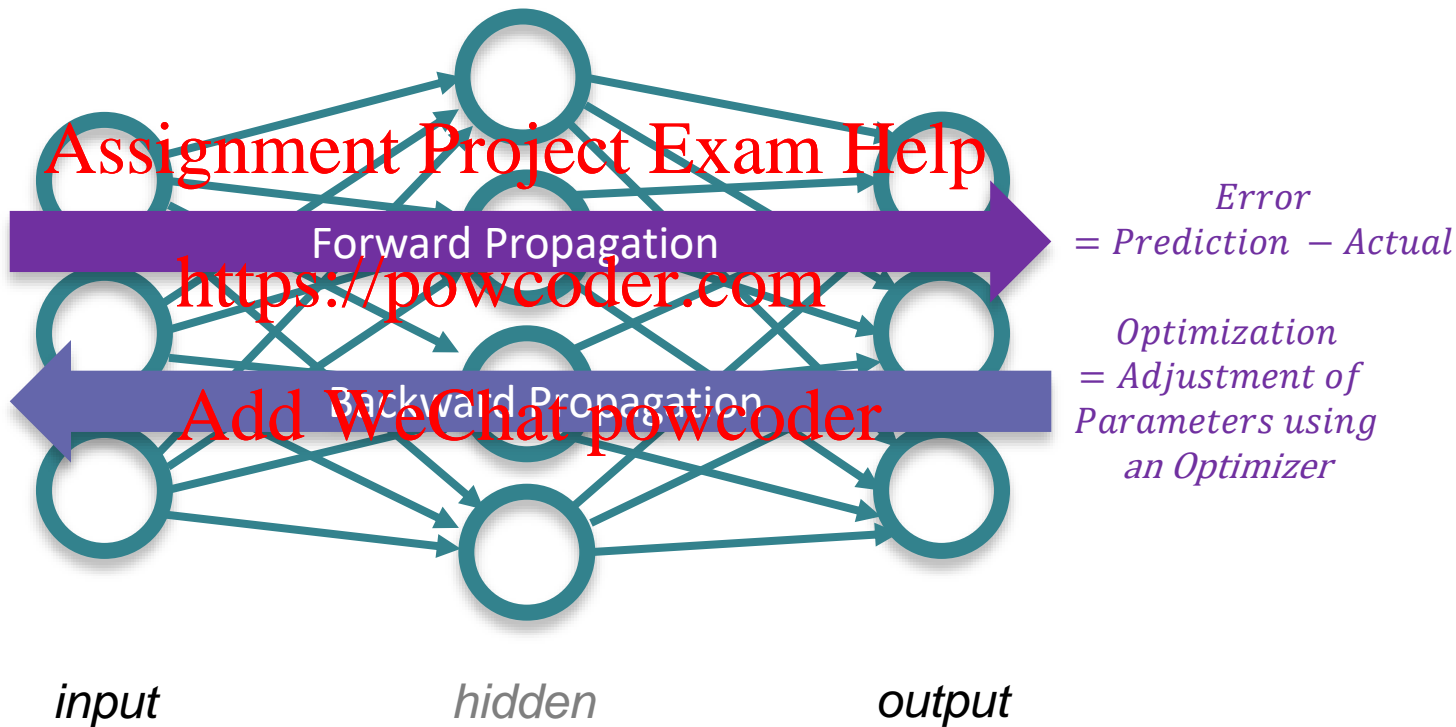 Assignment Project Exam Help
Forward Propagation
https://powcoder.com
Backward Propagation
Add WeChat powcoder
Error
= Prediction − Actual
Optimization
= Adjustment of
Parameters using
an Optimizer
input
hidden
output